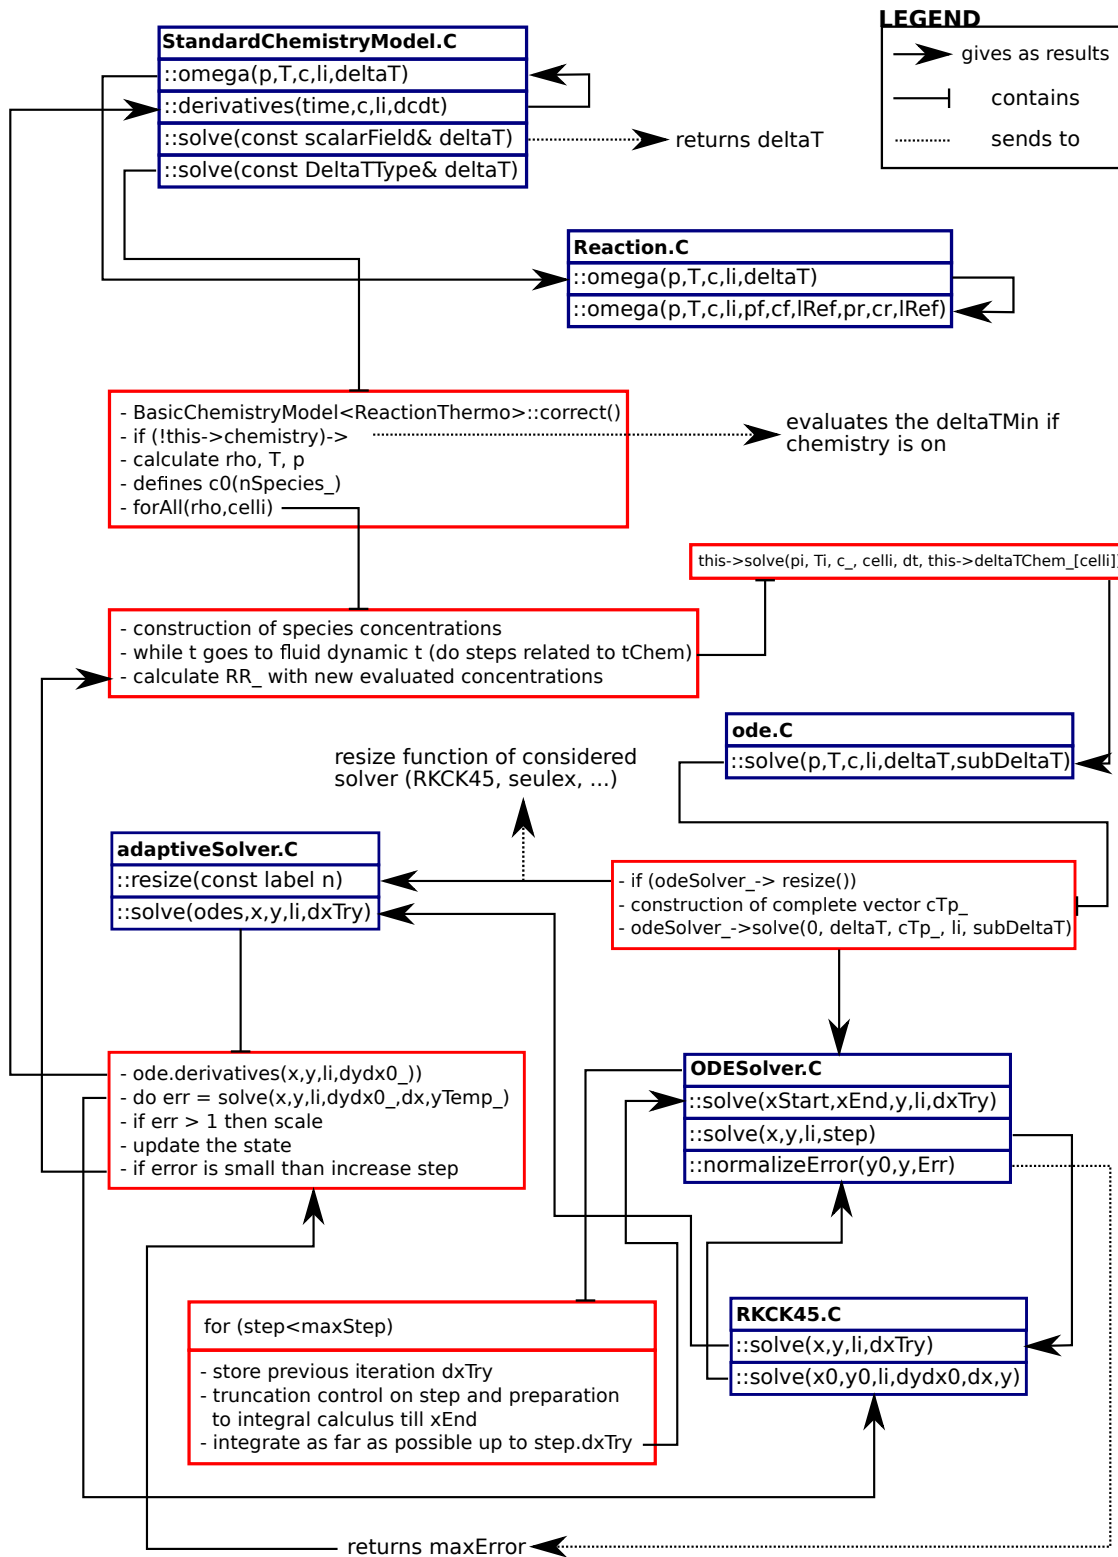 LEGEND
gives as results
contains
sends to
StandardChemistryModel.C
::omega(p,T,c,li,deltaT)
::derivatives(time,c,li,dcdt)
::solve(const scalarField& deltaT)
::solve(const DeltaTType& deltaT)
returns deltaT
Reaction.C
::omega(p,T,c,li,deltaT)
::omega(p,T,c,li,pf,cf,lRef,pr,cr,lRef)
- BasicChemistryModel<ReactionThermo>::correct()
- if (!this->chemistry)->
- calculate rho, T, p
- defines c0(nSpecies_)
- forAll(rho,celli)
evaluates the deltaTMin if
chemistry is on
this->solve(pi, Ti, c_, celli, dt, this->deltaTChem_[celli])
- construction of species concentrations
- while t goes to fluid dynamic t (do steps related to tChem)
- calculate RR_ with new evaluated concentrations
ode.C
::solve(p,T,c,li,deltaT,subDeltaT)
resize function of considered
solver (RKCK45, seulex, ...)
adaptiveSolver.C
::resize(const label n)
::solve(odes,x,y,li,dxTry)
- if (odeSolver_-> resize())
- construction of complete vector cTp_
- odeSolver_->solve(0, deltaT, cTp_, li, subDeltaT)
- ode.derivatives(x,y,li,dydx0_))
- do err = solve(x,y,li,dydx0_,dx,yTemp_)
- if err > 1 then scale
- update the state
- if error is small than increase step
ODESolver.C
::solve(xStart,xEnd,y,li,dxTry)
::solve(x,y,li,step)
::normalizeError(y0,y,Err)
for (step<maxStep)
- store previous iteration dxTry
- truncation control on step and preparation
to integral calculus till xEnd
- integrate as far as possible up to step.dxTry
RKCK45.C
::solve(x,y,li,dxTry)
::solve(x0,y0,li,dydx0,dx,y)
returns maxError